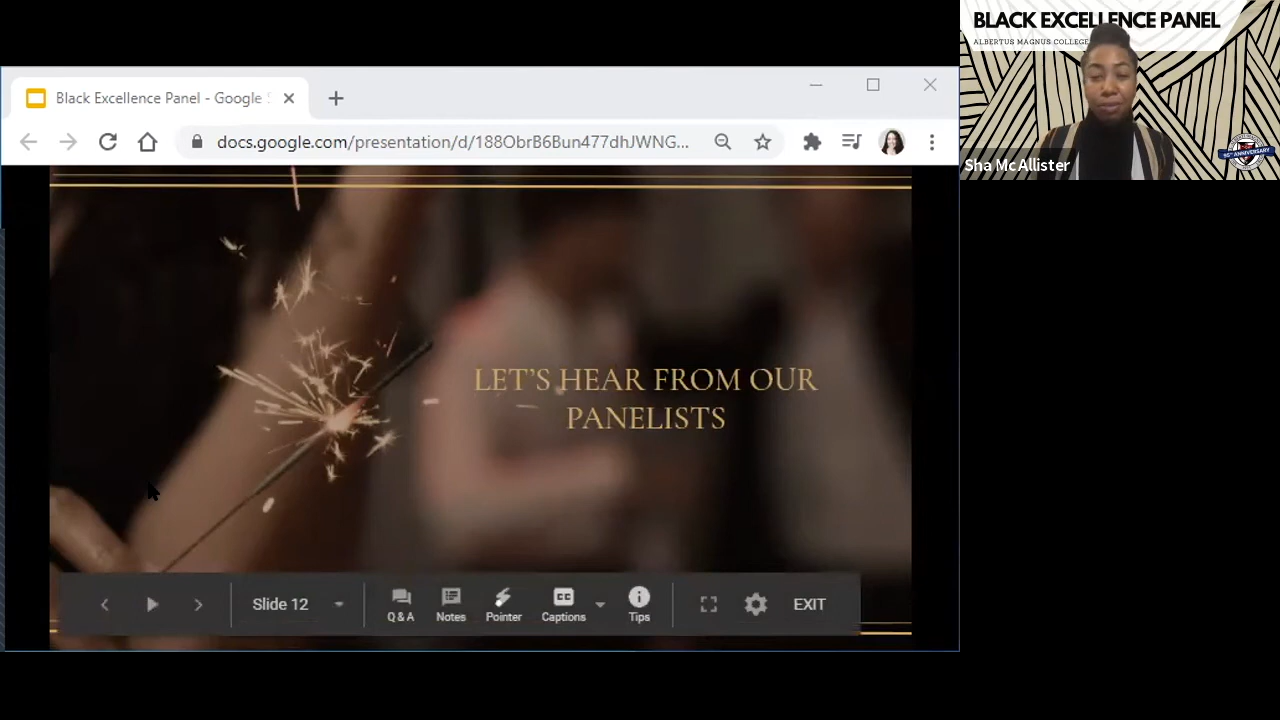 BLACK EXCELLENCE PANEL
ALBERTUS MAGNUS COLLEGE
Sha McAllister
Black Excellence Panel - Google
docs.google.com/presentation/d/188ObrB6Bun477dhJWNG...
LET'S HEAR FROM OUR
PANELISTS
Slide 12
Q & A
Notes
Pointer
CC
Captions
Tips
EXIT